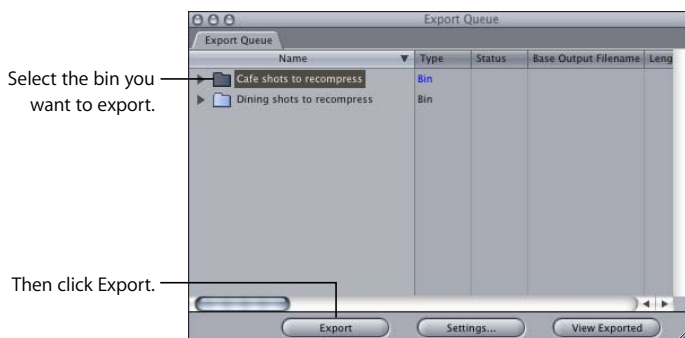 Export Queue
Export Queue
Name Type Status Base Output Filename Leng
Select the bin you
want to export.
Cafe shots to recompress Bin
Dining shots to recompress Bin
Then click Export.
Export Settings... View Exported